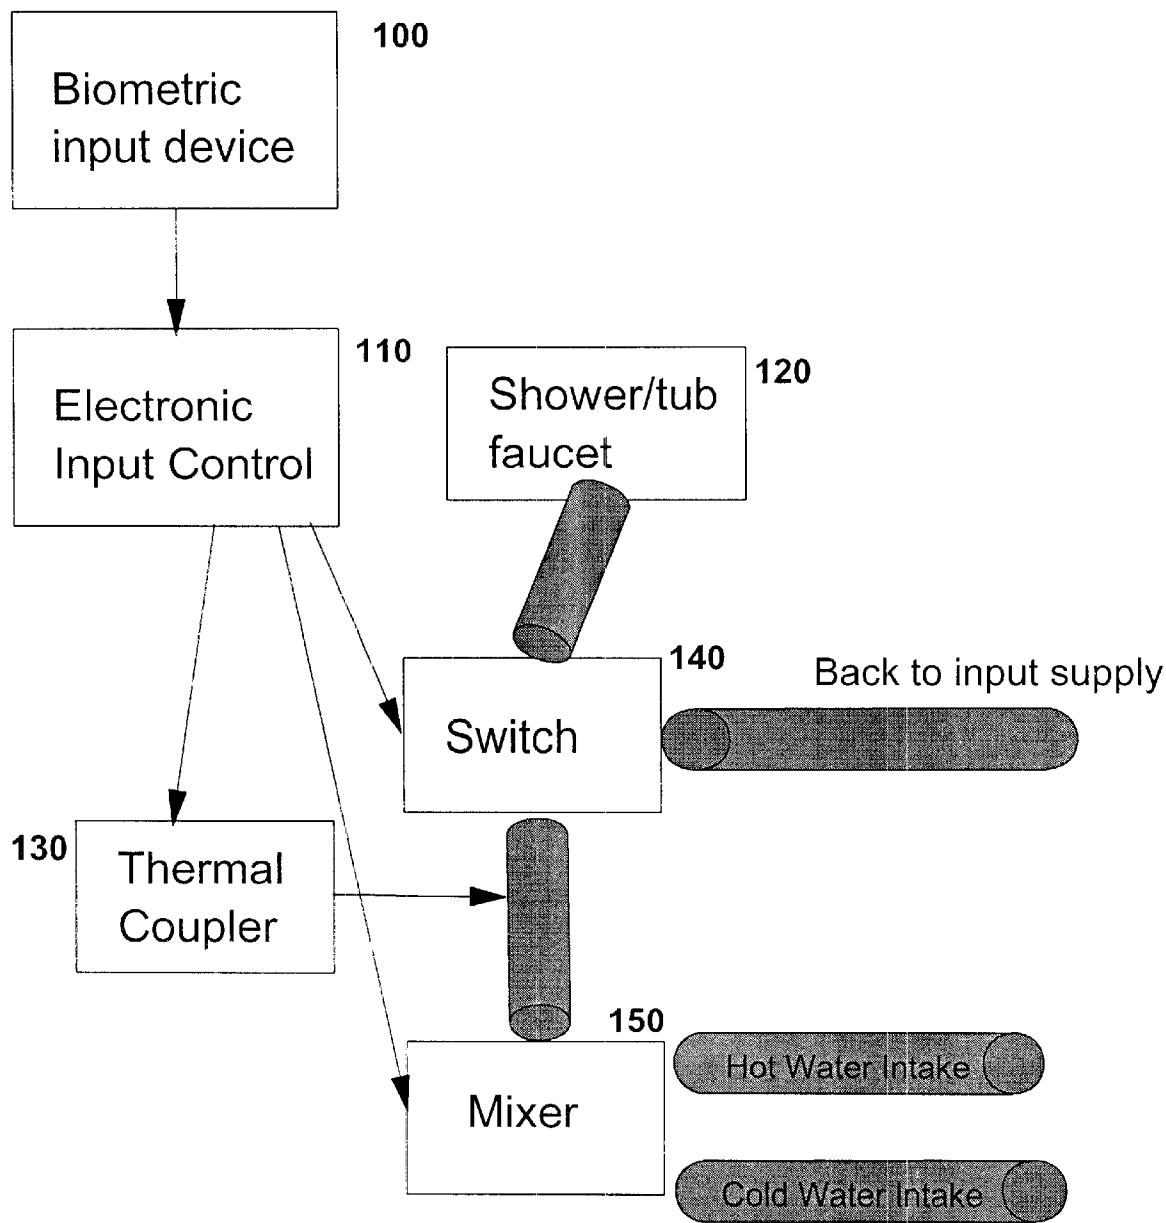 100
Biometric
input device
110
Electronic
Input Control
120
Shower/tub
faucet
140
Back to input supply
Switch
130
Thermal
Coupler
150
Hot Water Intake
Mixer
Cold Water Intake